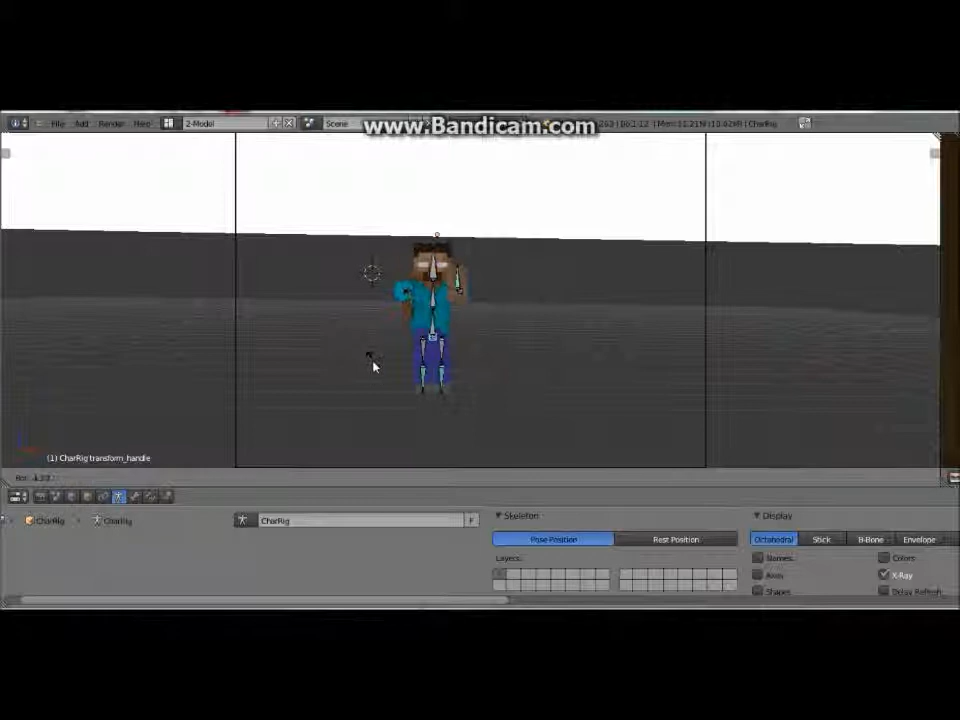 www.Bandicam.com
File Add Render Help 2-Model Scene
(1) CharRig transform_handle
CharRig CharRig CharRig F
Skeleton
Pose Position Rest Position
Layers:
Display
Octahedral Stick B-Bone Envelope
Names Colors
Axes X-Ray
Shapes Delay Refresh